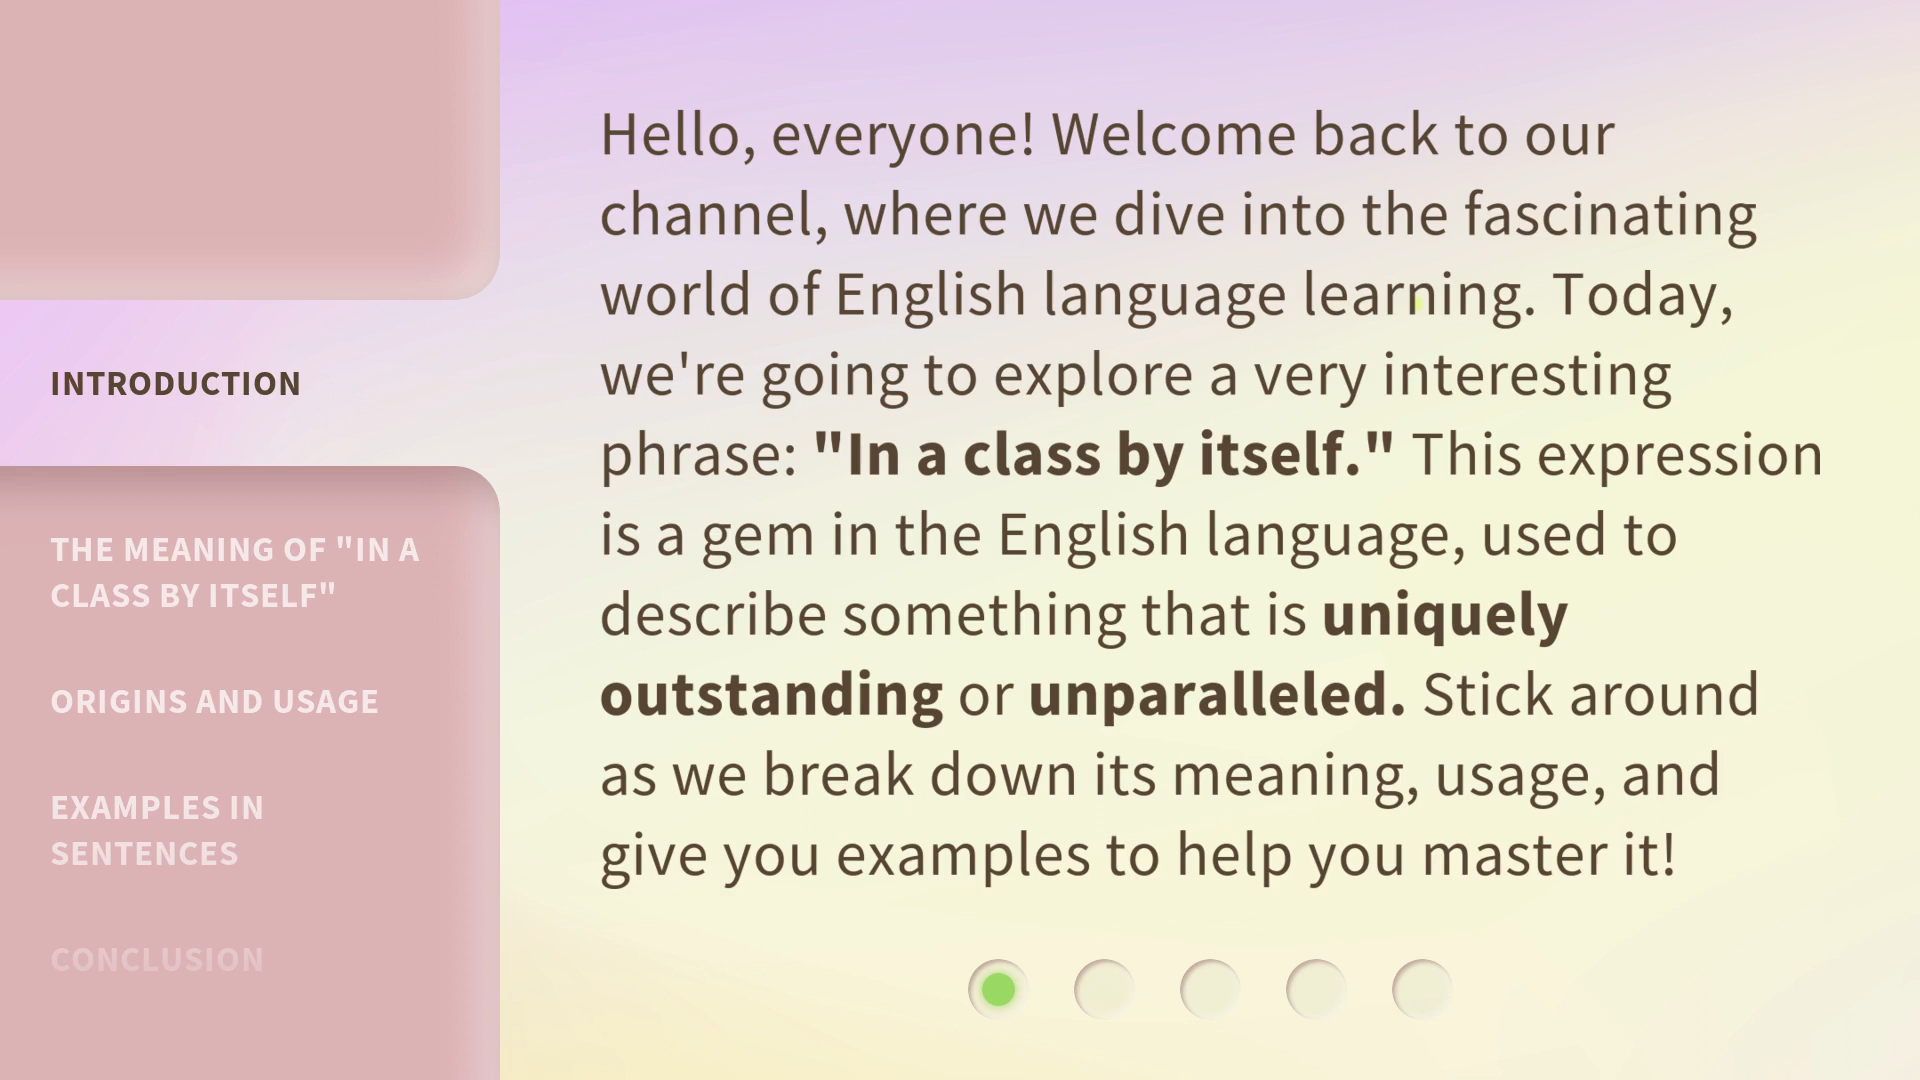 INTRODUCTION
THE MEANING OF "IN A
CLASS BY ITSELF"
ORIGINS AND USAGE
EXAMPLES IN
SENTENCES
CONCLUSION
Hello, everyone! Welcome back to our
channel, where we dive into the fascinating
world of English language learning. Today,
we're going to explore a very interesting
phrase: "In a class by itself." This expression
is a gem in the English language, used to
describe something that is uniquely
outstanding or unparalleled. Stick around
as we break down its meaning, usage, and
give you examples to help you master it!